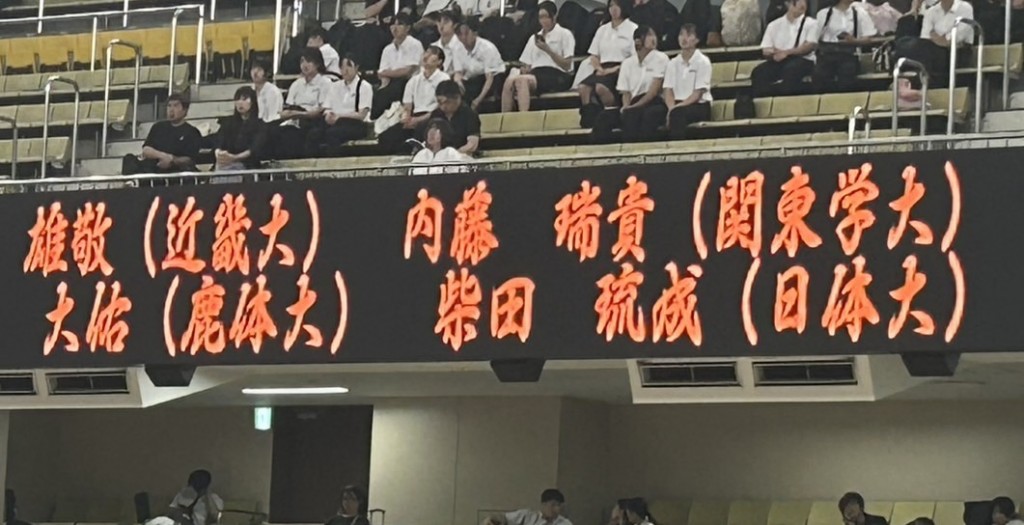 雄敬（近畿大） 内藤 瑞貴（関東学大）
大佑（鹿体大） 柴田 琉成（日体大）